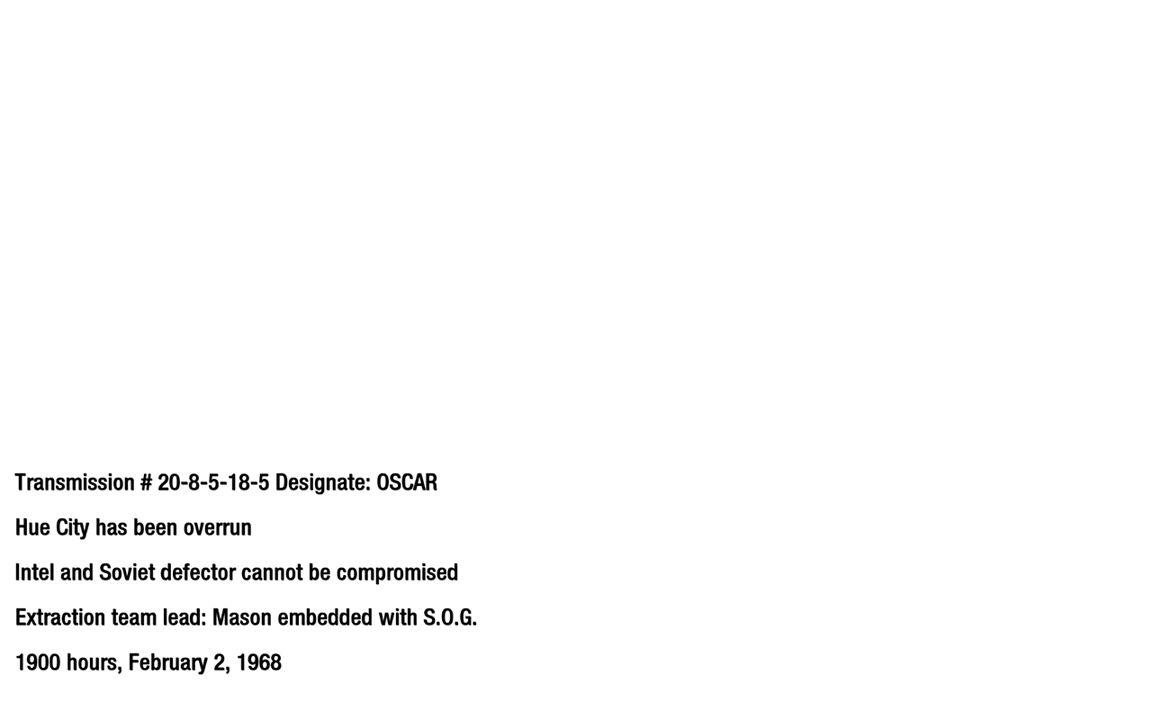 Transmission # 20-8-5-18-5 Designate: OSCAR
Hue City has been overrun
Intel and Soviet defector cannot be compromised
Extraction team lead: Mason embedded with S.O.G.
1900 hours, February 2, 1968